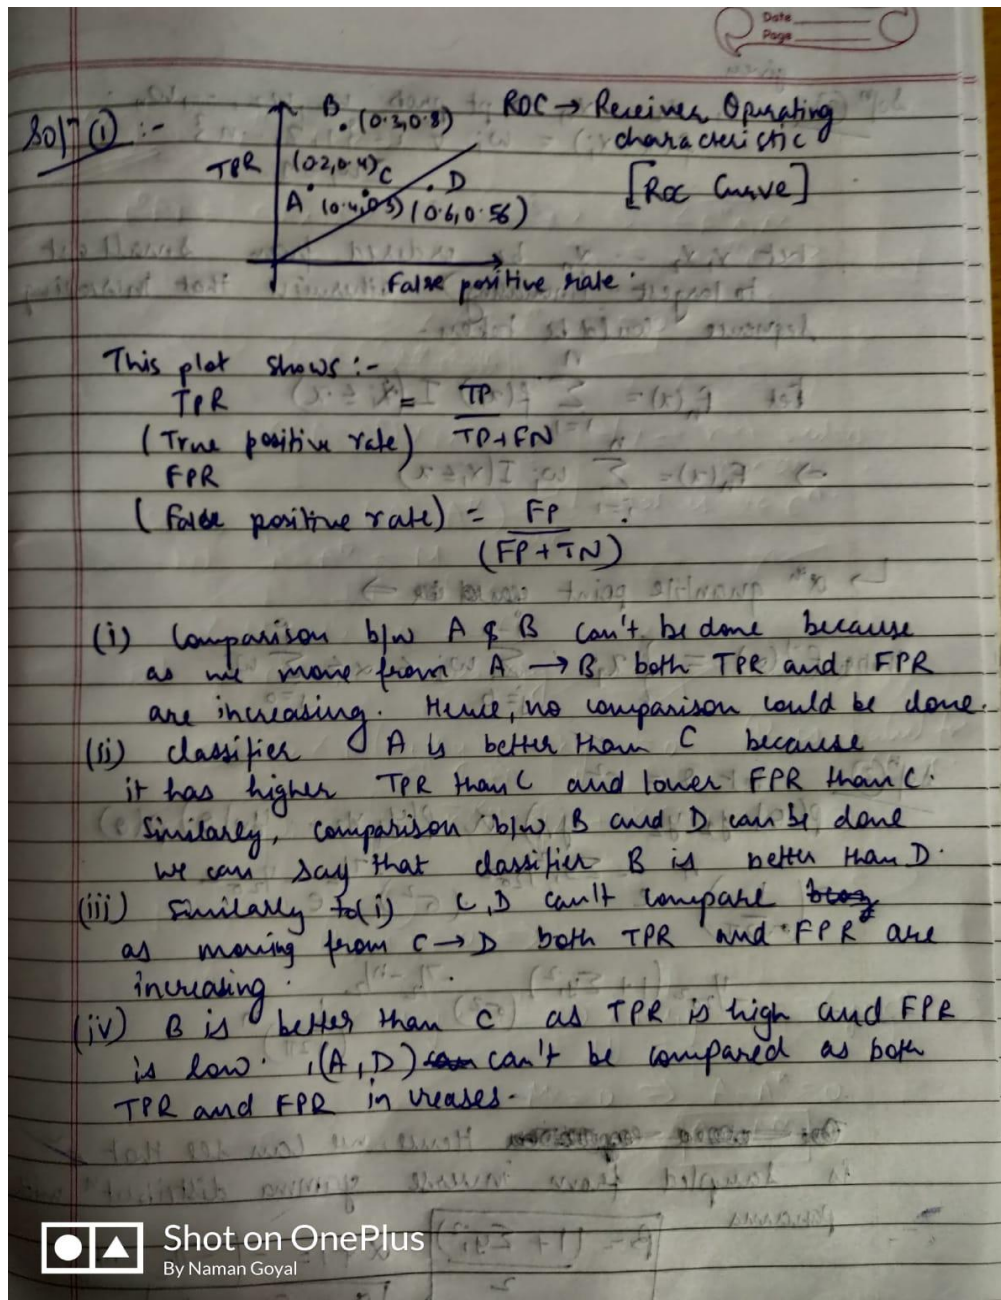 Date
Page
Solⁿ ① :-
B (0.3,0.8)
ROC → Receiver Operating
characteristic
[Roc Curve]
TPR
(0.2,0.4) C
D
A (0.4,0.5) (0.6,0.56)
False positive rate.
This plot shows :-
TPR = TP
(True positive rate) TP+FN
FPR
(False positive rate) = FP
(FP+TN)
(i) Comparison b/w A & B can't be done because
as we move from A → B, both TPR and FPR
are increasing. Hence, no comparison could be done.
(ii) classifier A is better than C because
it has higher TPR than C and lower FPR than C.
Similarly, comparison b/w B and D can be done
we can say that classifier B is better than D.
(iii) Similarly to (i) C,D can't compare
as moving from C → D both TPR and FPR are
increasing.
(iv) B is better than C as TPR is high and FPR
is low. , (A,D) can't be compared as both
TPR and FPR in creases.
Shot on OnePlus
By Naman Goyal